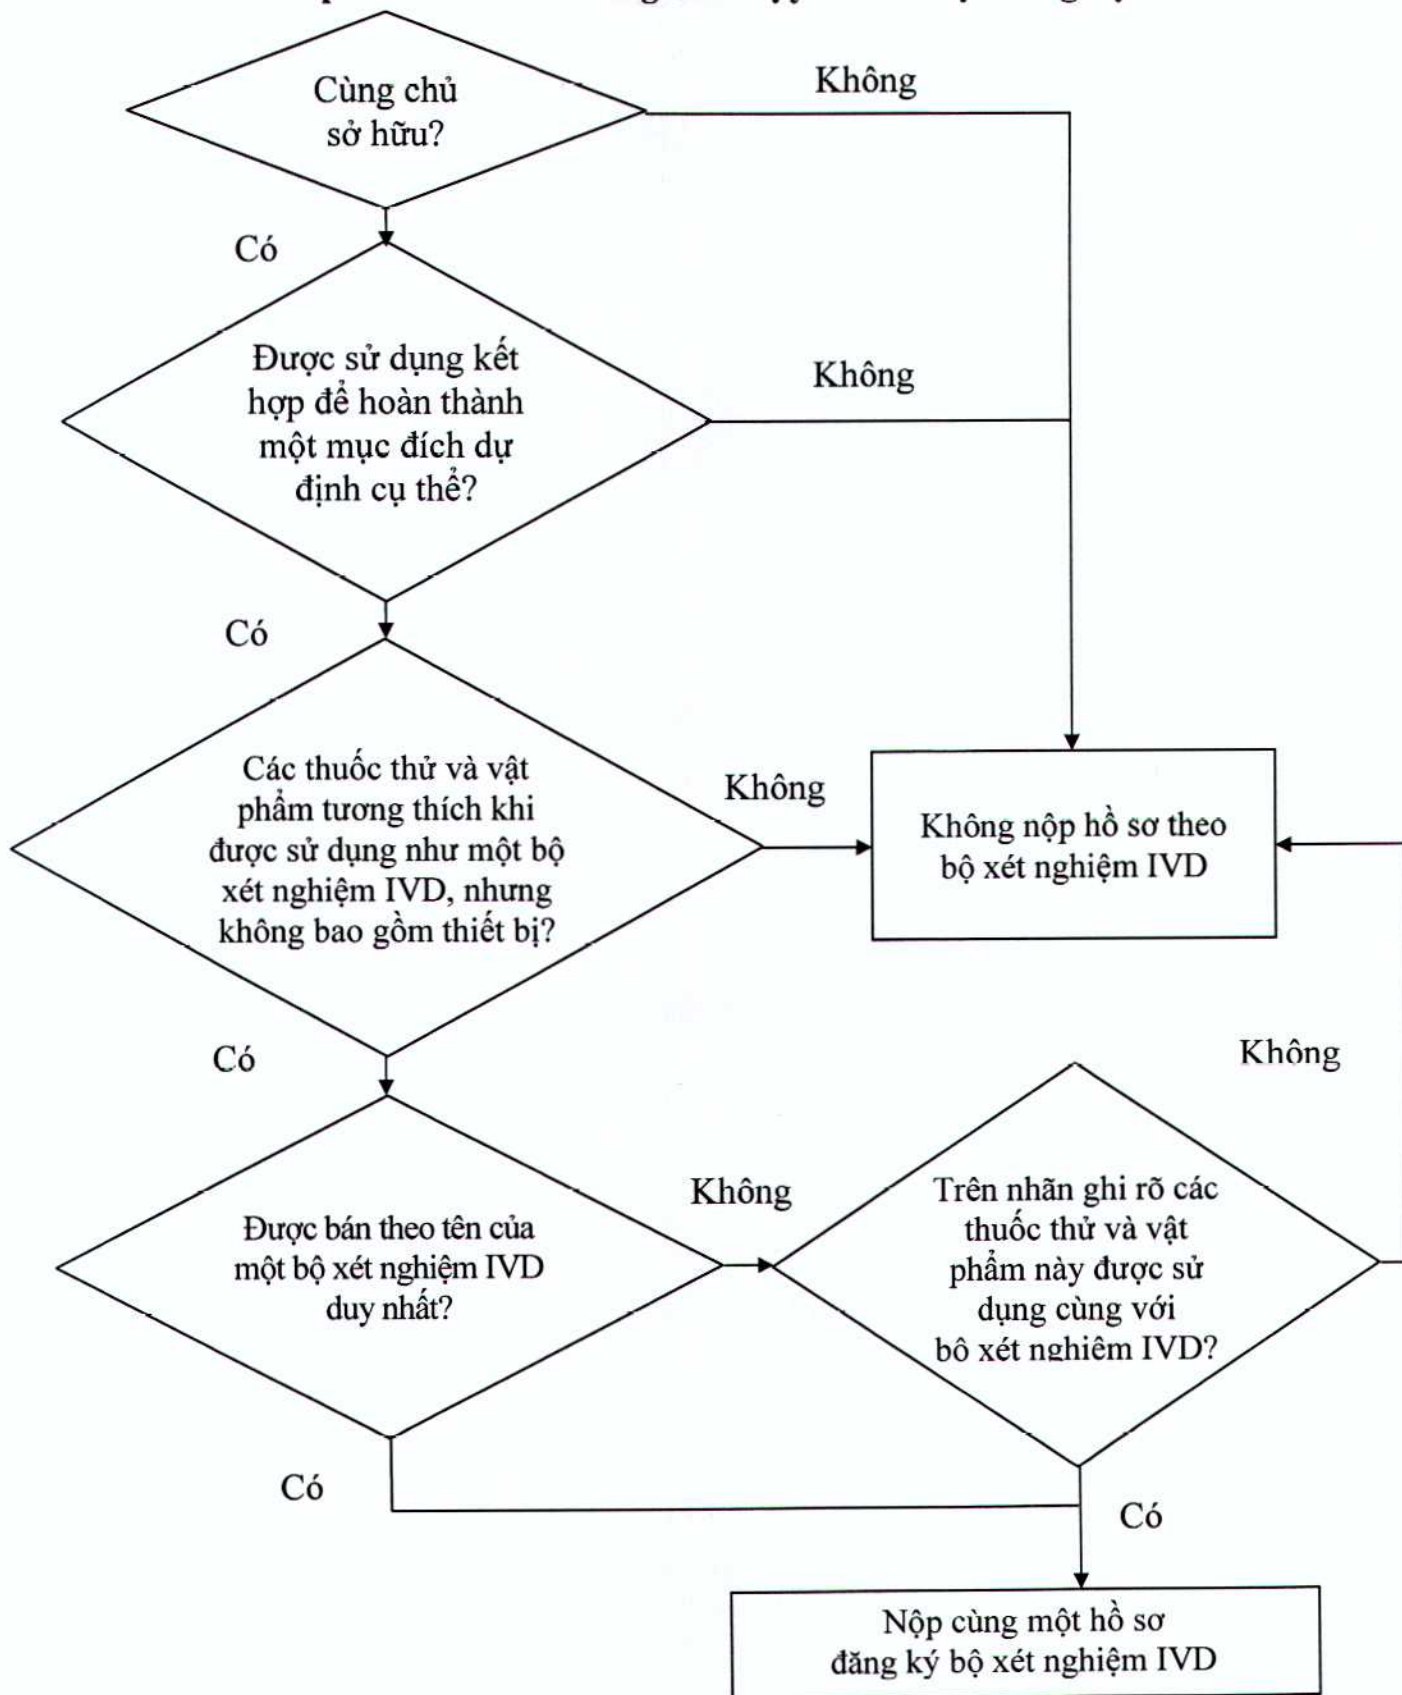 Cùng chủ
sở hữu?
Không
Có
Được sử dụng kết
hợp để hoàn thành
một mục đích dự
định cụ thể?
Không
Có
Các thuốc thử và vật
phẩm tương thích khi
được sử dụng như một bộ
xét nghiệm IVD, nhưng
không bao gồm thiết bị?
Không
Không nộp hồ sơ theo
bộ xét nghiệm IVD
Có
Được bán theo tên của
một bộ xét nghiệm IVD
duy nhất?
Không
Trên nhãn ghi rõ các
thuốc thử và vật
phẩm này được sử
dụng cùng với
bộ xét nghiệm IVD?
Không
Có
Có
Nộp cùng một hồ sơ
đăng ký bộ xét nghiệm IVD